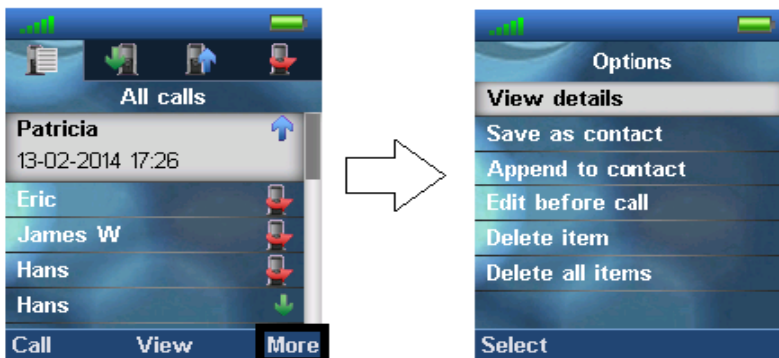 All calls
Patricia
13-02-2014 17:26
Eric
James W
Hans
Hans
Call View More
Options
View details
Save as contact
Append to contact
Edit before call
Delete item
Delete all items
Select